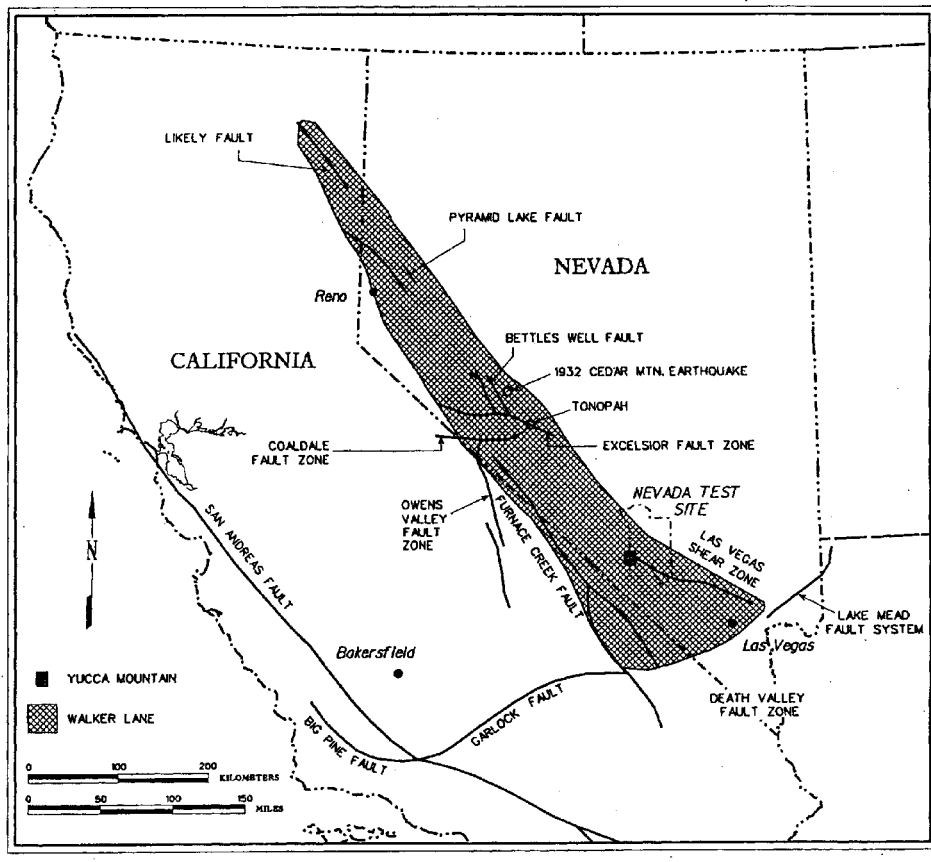 LIKELY FAULT
PYRAMID LAKE FAULT
NEVADA
Reno
BETTLES WELL FAULT
CALIFORNIA
1932 CEDAR MTN. EARTHQUAKE
TONOPAH
COALDALE
FAULT ZONE
EXCELSIOR FAULT ZONE
NEVADA TEST
SITE
OWENS
VALLEY
FAULT
ZONE
FURNACE CREEK FAULT
SAN ANDREAS FAULT
N
LAS VEGAS
SHEAR ZONE
LAKE MEAD
FAULT SYSTEM
Las Vegas
Bakersfield
YUCCA MOUNTAIN
WALKER LANE
DEATH VALLEY
FAULT ZONE
GARLOCK FAULT
BIG PINE FAULT
0 100 200
KILOMETERS
0 50 100 150
MILES